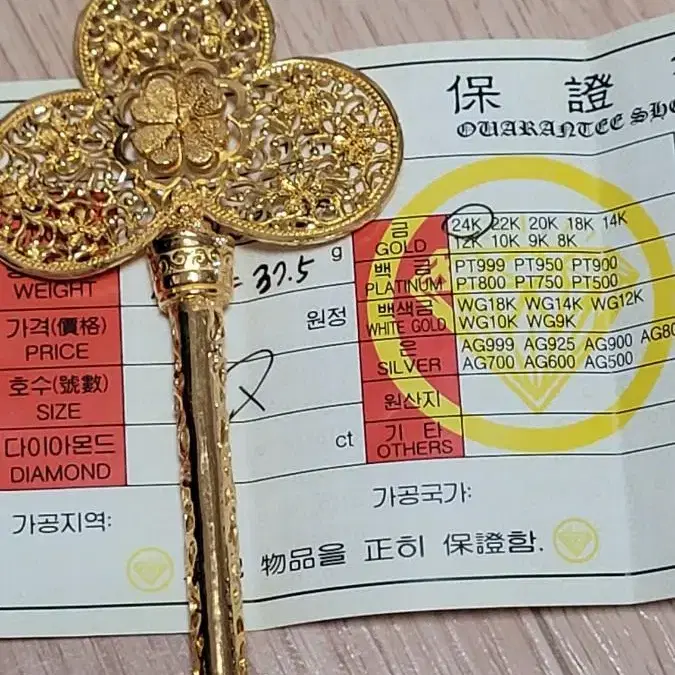 保 證
QUARANTEE SH
금 24K 22K 20K 18K 14K
GOLD 12K 10K 9K 8K
백 금 PT999 PT950 PT900
PLATINUM PT800 PT750 PT500
백색금 WG18K WG14K WG12K
WHITE GOLD WG10K WG9K
은 AG999 AG925 AG900 AG80
SILVER AG700 AG600 AG500
원산지
기 타
OTHERS
= 37.5 g
WEIGHT
가격(價格) 원정
PRICE
호수(號數)
SIZE
다이아몬드 ct
DIAMOND
가공지역:
가공국가:
物品을 正히 保證함.